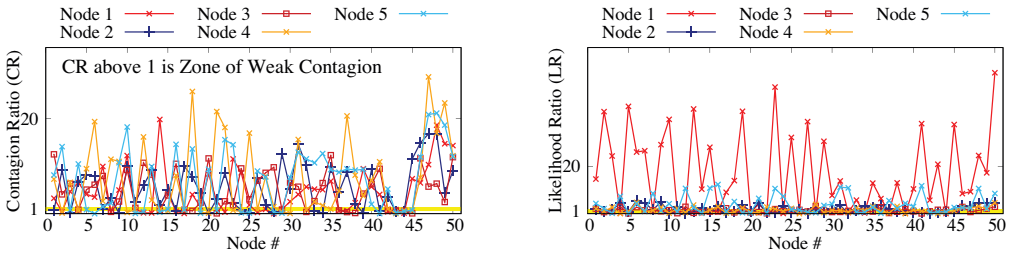 Node 1 Node 3 Node 5
Node 2 Node 4
CR above 1 is Zone of Weak Contagion
Contagion Ratio (CR)
20
1
0 5 10 15 20 25 30 35 40 45 50
Node #
Node 1 Node 3 Node 5
Node 2 Node 4
Likelihood Ratio (LR)
20
1
0 5 10 15 20 25 30 35 40 45 50
Node #